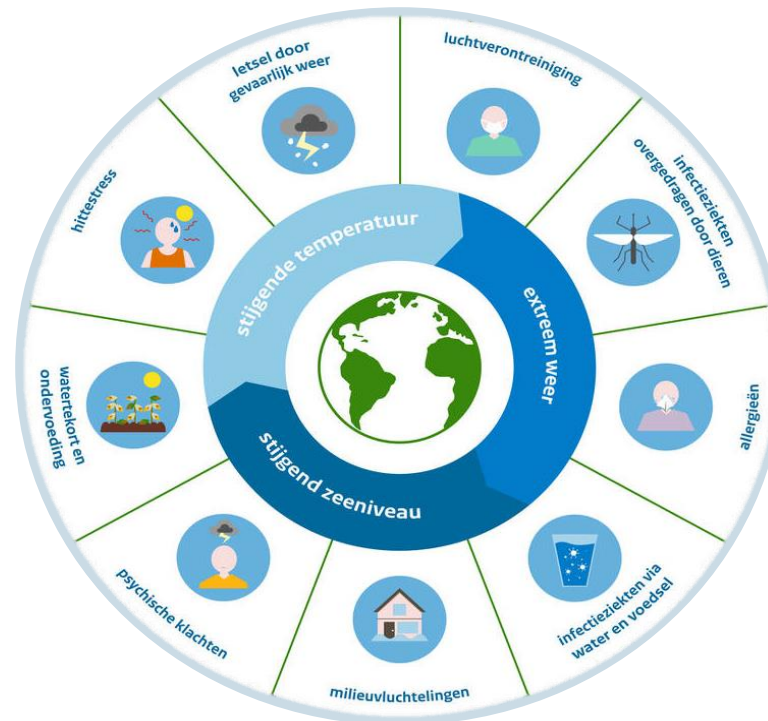 letsel door
gevaarlijk weer
luchtverontreiniging
infectieziekten
overgedragen door dieren
allergieën
infectieziekten via
water en voedsel
milieuvluchtelingen
psychische klachten
watertekort en
ondervoeding
hittestress
stijgende temperatuur
extreem weer
stijgend zeeniveau